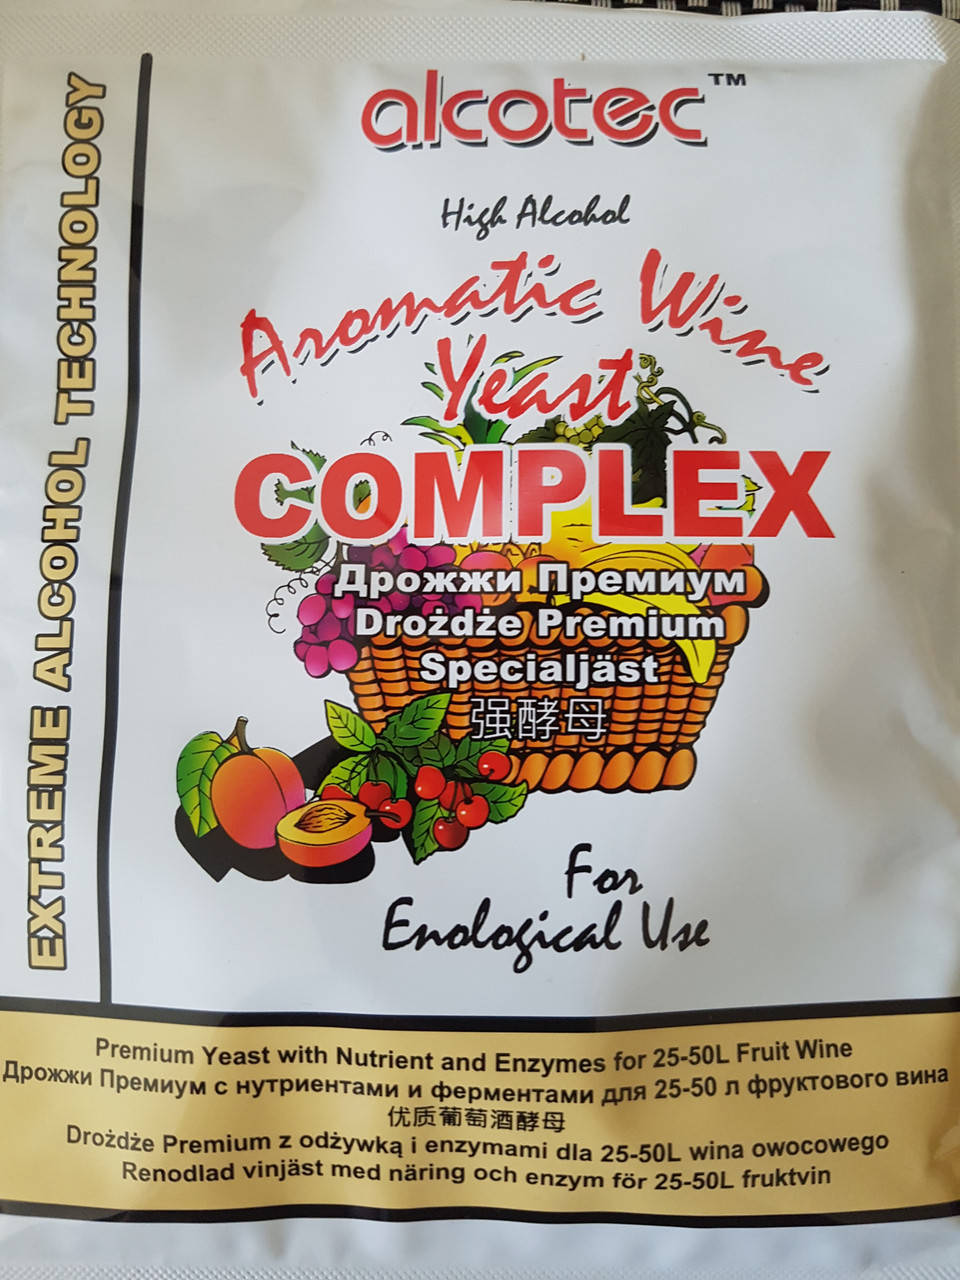 alcotec™
High Alcohol
Aromatic Wine
Yeast
COMPLEX
Дрожжи Премиум
Drożdże Premium
Specialjäst
强酵母
For
Enological Use
EXTREME ALCOHOL TECHNOLOGY
Premium Yeast with Nutrient and Enzymes for 25-50L Fruit Wine
Дрожжи Премиум с нутриентами и ферментами для 25-50 л фруктового вина
优质葡萄酒酵母
Drożdże Premium z odżywką i enzymami dla 25-50L wina owocowego
Renodlad vinjäst med näring och enzym för 25-50L fruktvin